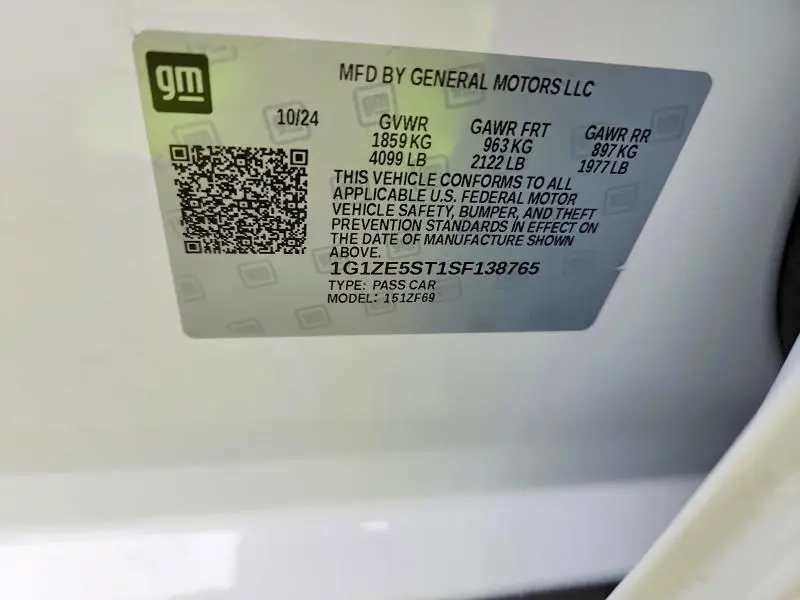 gm
MFD BY GENERAL MOTORS LLC
10/24 GVWR GAWR FRT GAWR RR
1859 KG 963 KG 897 KG
4099 LB 2122 LB 1977 LB
THIS VEHICLE CONFORMS TO ALL
APPLICABLE U.S. FEDERAL MOTOR
VEHICLE SAFETY, BUMPER, AND THEFT
PREVENTION STANDARDS IN EFFECT ON
THE DATE OF MANUFACTURE SHOWN
ABOVE.
1G1ZE5ST1SF138765
TYPE: PASS CAR
MODEL: 151ZF69